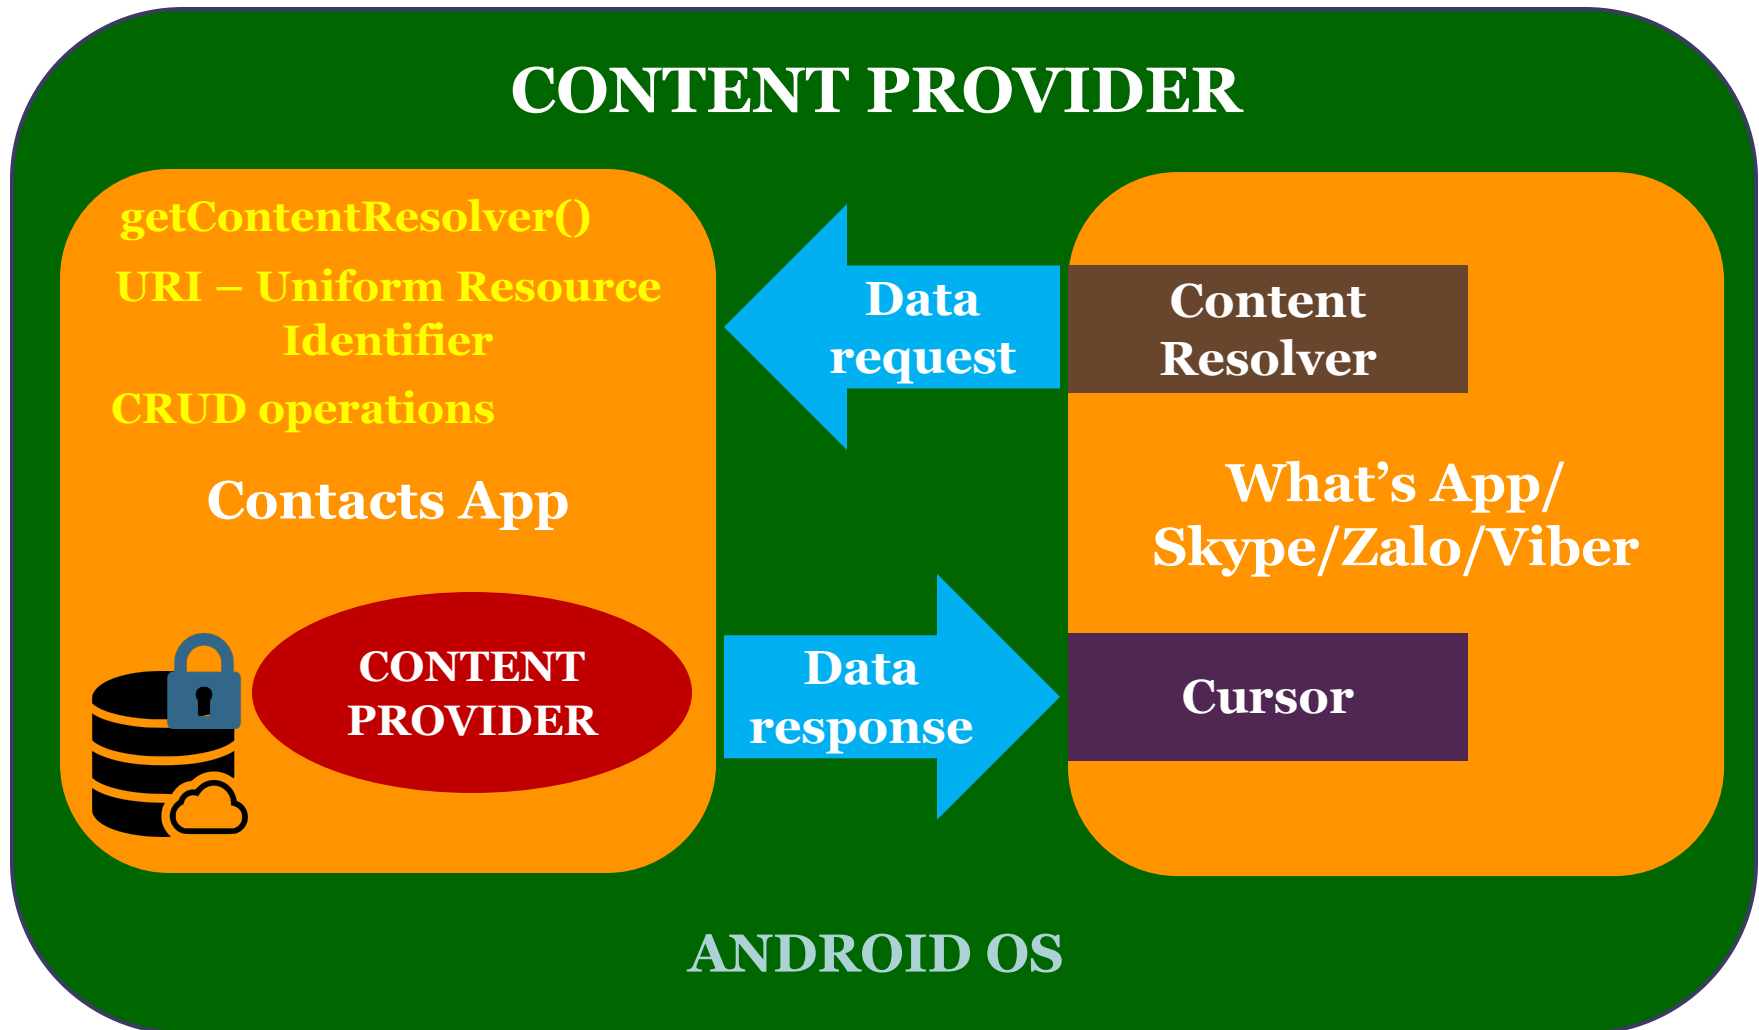 CONTENT PROVIDER
getContentResolver()
URI – Uniform Resource
Identifier
CRUD operations
Contacts App
CONTENT
PROVIDER
Data
request
Data
response
Content
Resolver
What’s App/
Skype/Zalo/Viber
Cursor
ANDROID OS